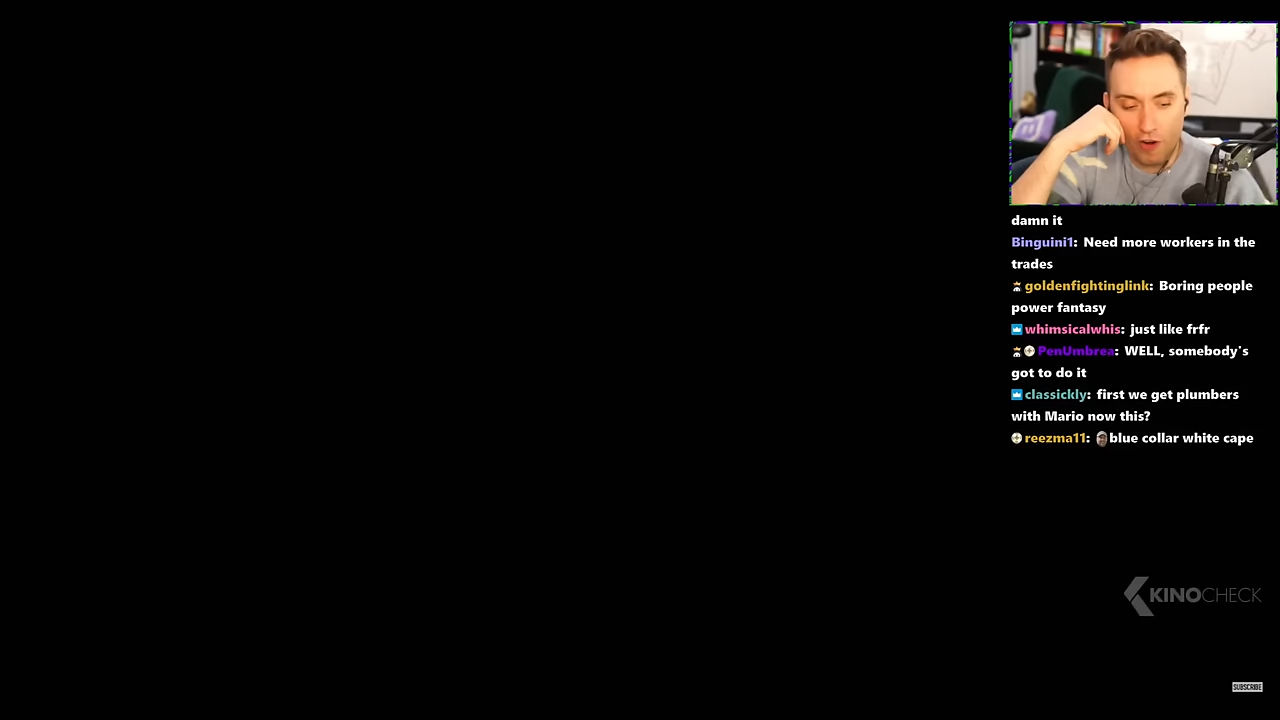 damn it
Binguini1: Need more workers in the
trades
goldenfightinglink: Boring people
power fantasy
whimsicalwhis: just like frfr
PenUmbrea: WELL, somebody's
got to do it
classickly: first we get plumbers
with Mario now this?
reezma11: blue collar white cape
KINOCHECK
SUBSCRIBE